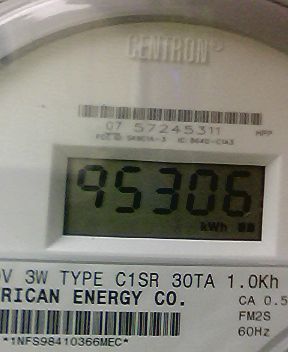 CENTRON®
07 57245311
HPP
95306
kWh
V 3W TYPE C1SR 30TA 1.0Kh
RICAN ENERGY CO.
CA 0.5
FM2S
60Hz
*1NFS98410366MEC*